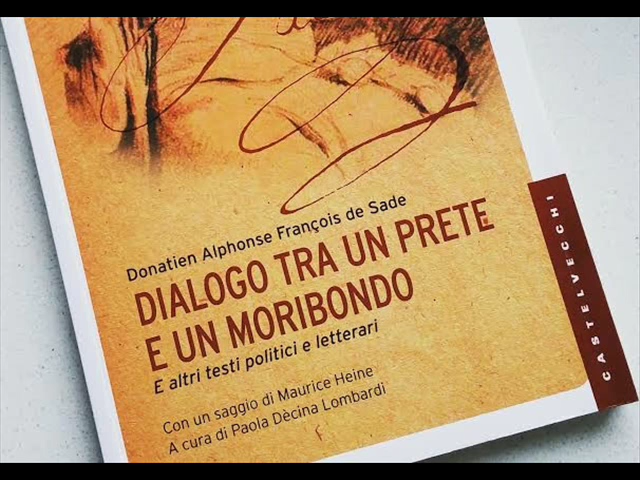 Donatien Alphonse François de Sade
DIALOGO TRA UN PRETE
E UN MORIBONDO
E altri testi politici e letterari
Con un saggio di Maurice Heine
A cura di Paola Dècina Lombardi
CASTELVECCHI